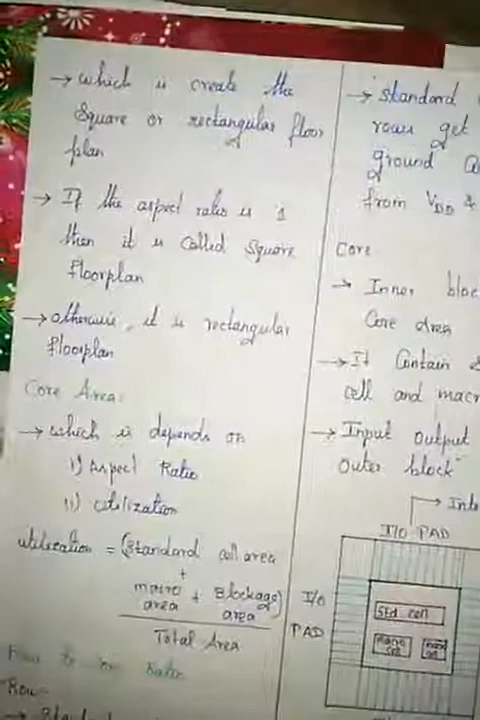 → which is create the
square or rectangular floor
plan
→ If the aspect ratio is 1
then it is called square
floorplan
→ otherwise, it is rectangular
floorplan
Core Area:
→ which is depends on
i) Aspect Ratio
ii) utilization
utilization = (Standard cell area
+
macro + Blockage)
area area
Total Area
Row:
→ Standard
→ standard
rows get
ground
from VDD &
Core
→ Inner bloc
Core area
→ It Contain
cell and macr
→ Input output
outer block
I/O PAD
I/O
PAD
Std cell
macro
cell